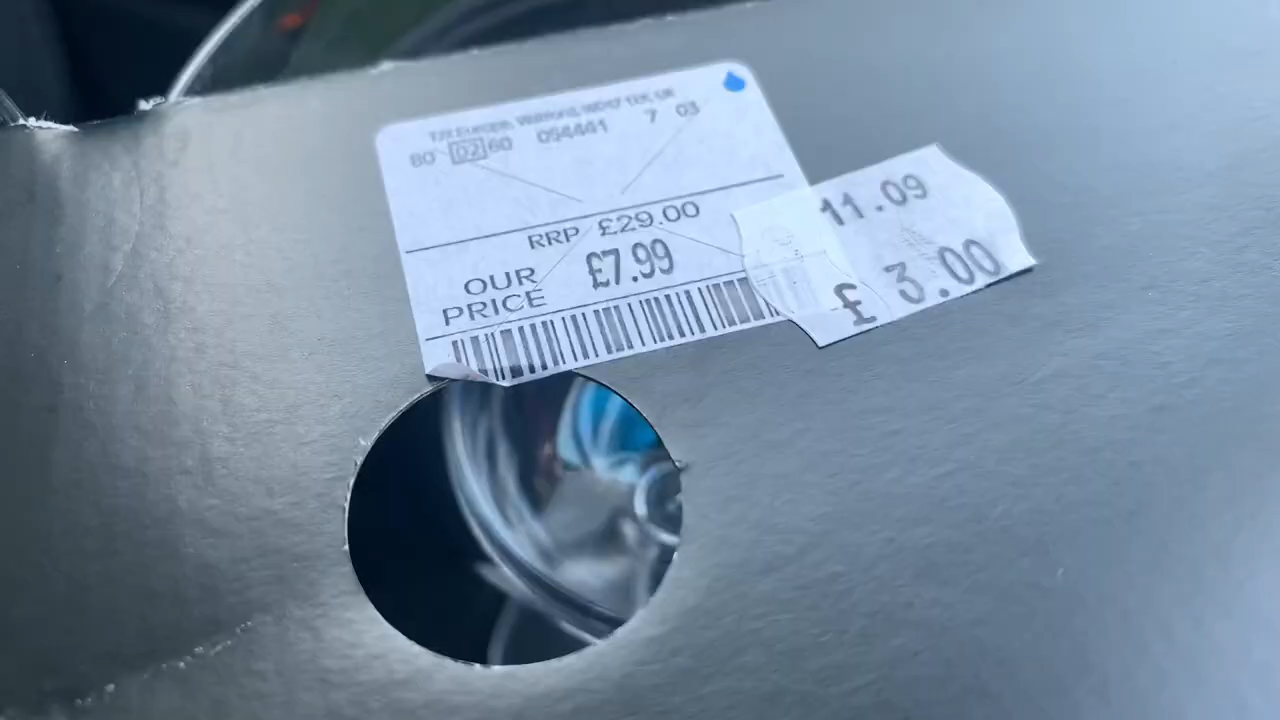 TJX Europe, Watford, WD17 1TX, UK
80 02 60 094441 7 03
RRP £29.00
OUR PRICE £7.99
11.09
£ 3.00